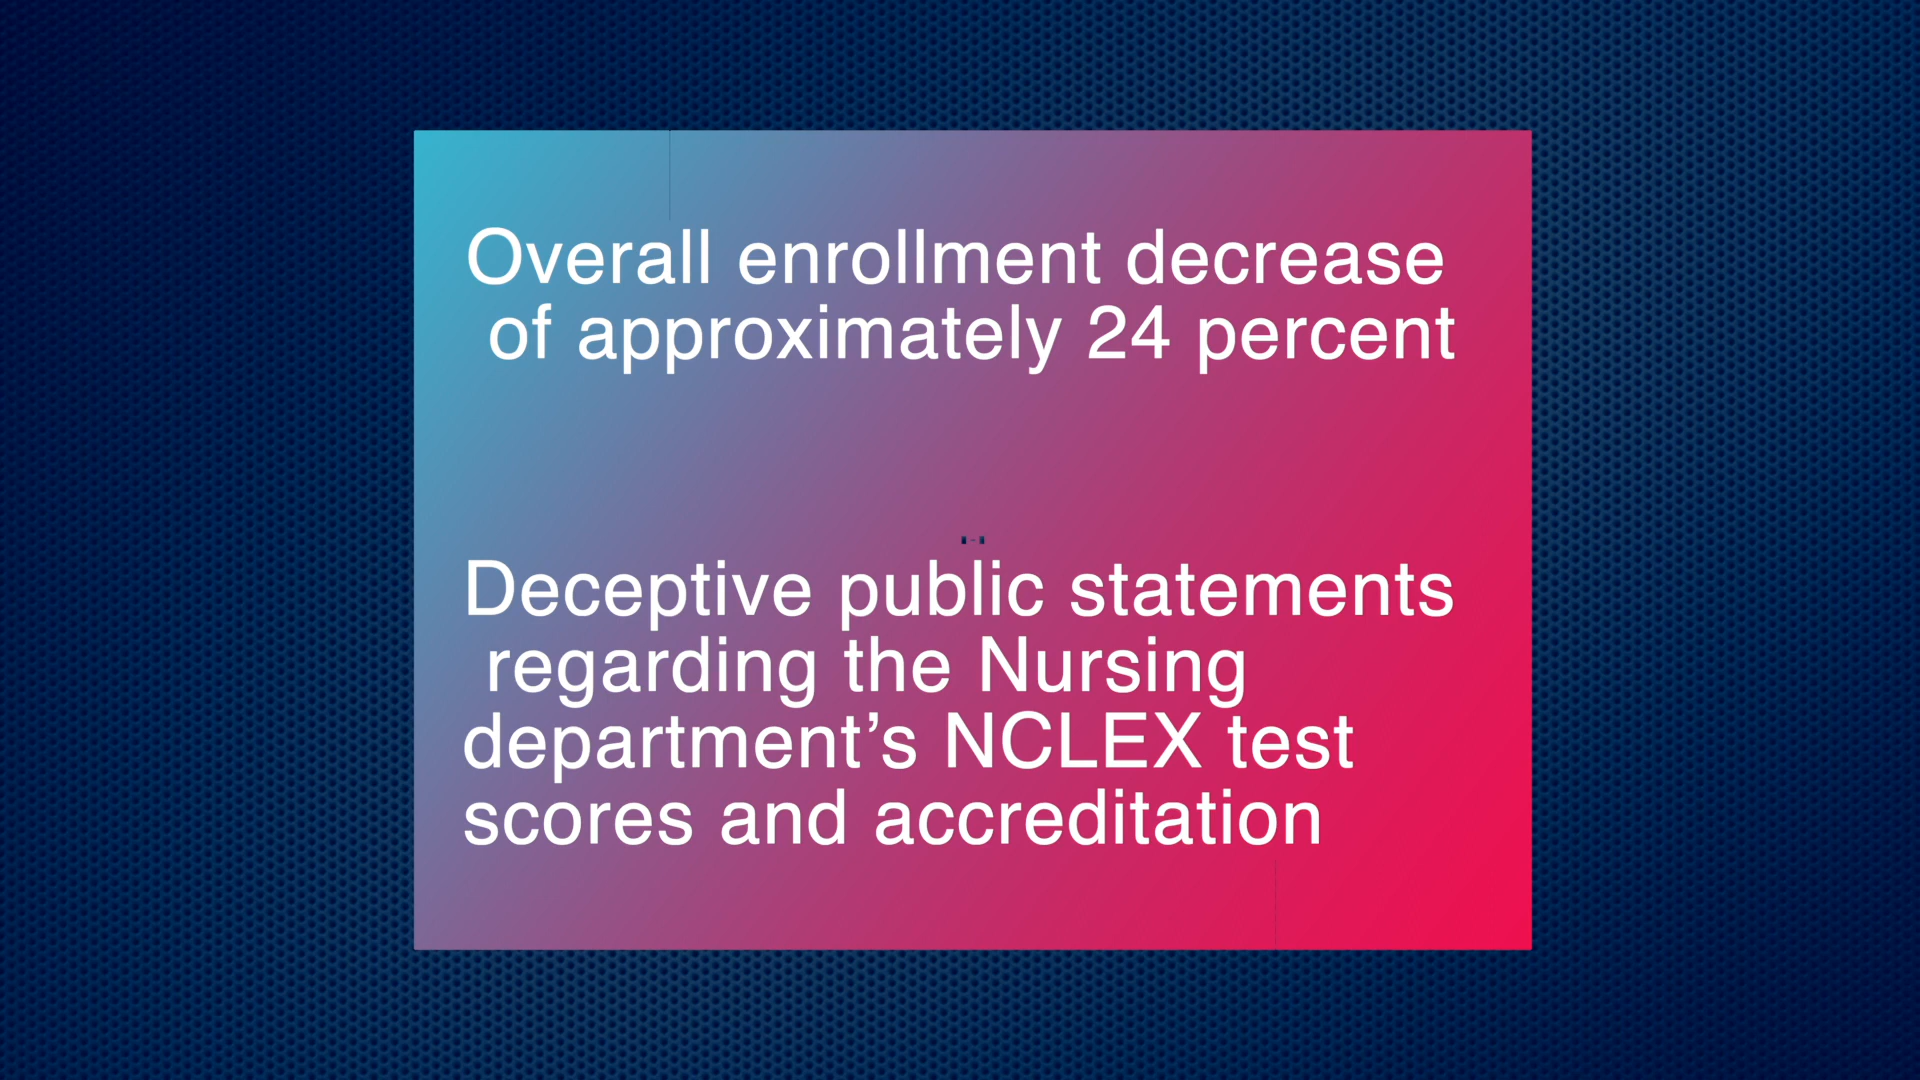 Overall enrollment decrease
of approximately 24 percent
Deceptive public statements
regarding the Nursing
department’s NCLEX test
scores and accreditation